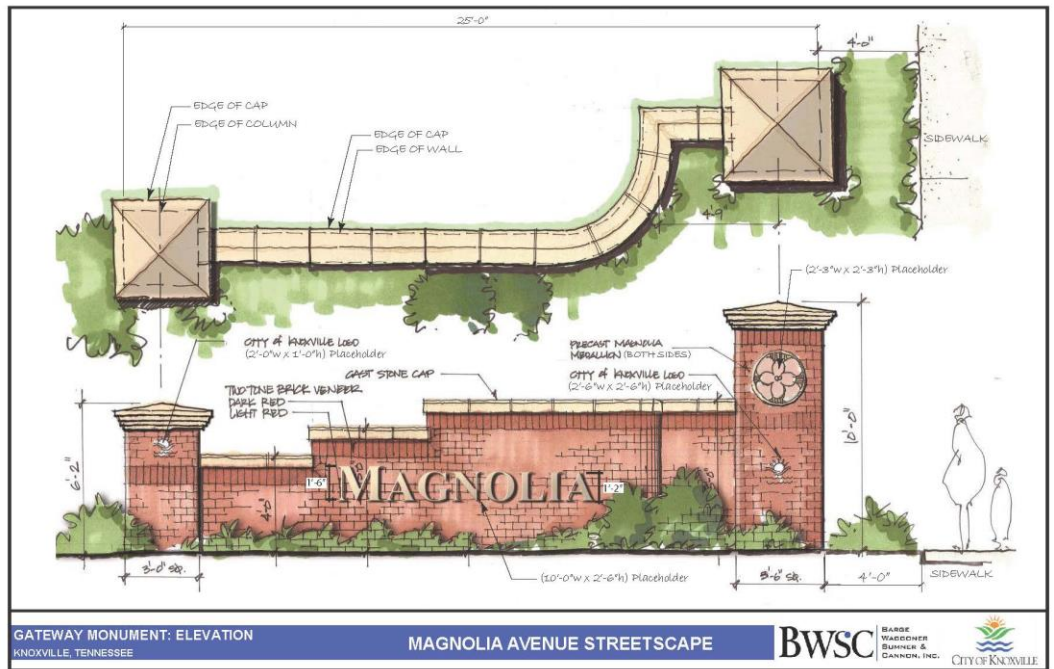 25'-0"
4'-0"
EDGE OF CAP
EDGE OF COLUMN
EDGE OF CAP
EDGE OF WALL
SIDEWALK
4'-9"
(2'-3"w x 2'-3"h) Placeholder
CITY of KNOXVILLE LOGO
(2'-0"w x 1'-0"h) Placeholder
PRECAST MAGNOLIA
MEDALLION (BOTH SIDES)
CAST STONE CAP
CITY of KNOXVILLE LOGO
(2'-6"w x 2'-6"h) Placeholder
TWO-TONE BRICK VENEER
DARK RED
LIGHT RED
6'-2"
10'-0"
1'-6"
MAGNOLIA
1'-2"
3'-0" SQ.
(10'-0"w x 2'-6"h) Placeholder
3'-6" SQ.
4'-0"
SIDEWALK
GATEWAY MONUMENT: ELEVATION
KNOXVILLE, TENNESSEE
MAGNOLIA AVENUE STREETSCAPE
BWSC
BARGE
WAGGONER
SUMNER &
CANNON, INC.
CITY OF KNOXVILLE